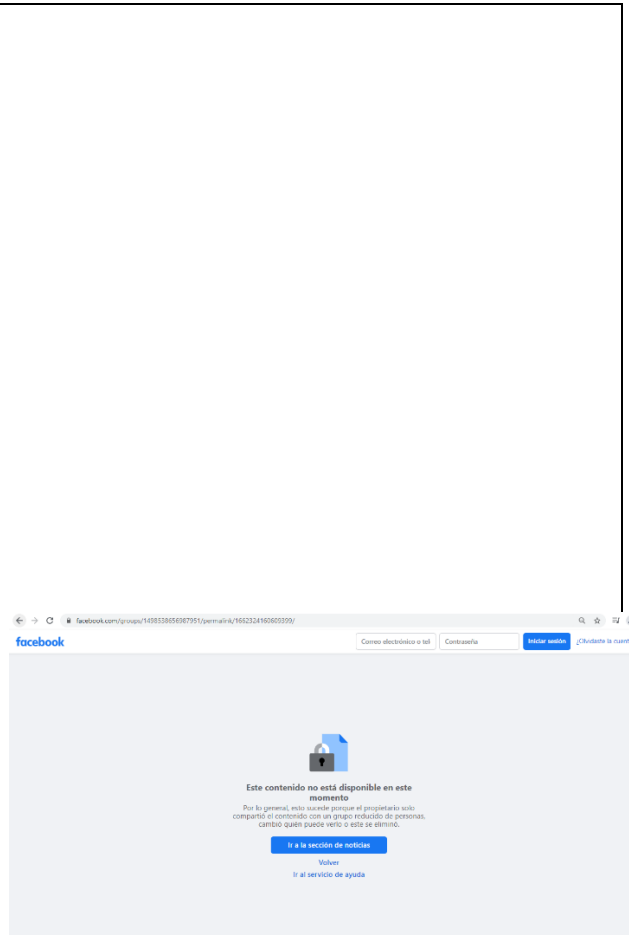 facebook.com/groups/1498538656987951/permalink/1662324160609399/
facebook
Correo electrónico o tel
Contraseña
Iniciar sesión
¿Olvidaste la cuent
Este contenido no está disponible en este
momento
Por lo general, esto sucede porque el propietario solo
compartió el contenido con un grupo reducido de personas,
cambió quién puede verlo o este se eliminó.
Ir a la sección de noticias
Volver
Ir al servicio de ayuda